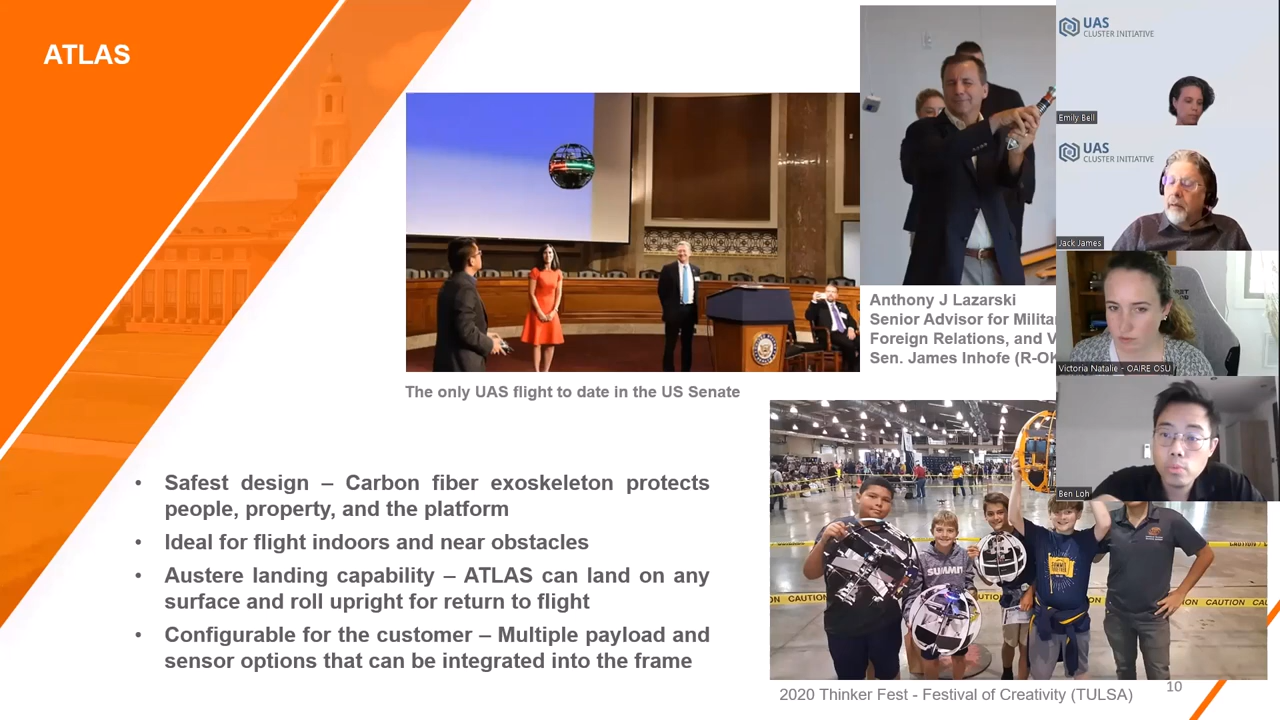 ATLAS
UAS
CLUSTER INITIATIVE
Emily Bell
UAS
CLUSTER INITIATIVE
Jack James
Anthony J Lazarski
Senior Advisor for Milita
Foreign Relations, and V
Sen. James Inhofe (R-OK
Victoria Natalie - OAIRE OSU
The only UAS flight to date in the US Senate
Ben Loh
• Safest design – Carbon fiber exoskeleton protects
people, property, and the platform
• Ideal for flight indoors and near obstacles
• Austere landing capability – ATLAS can land on any
surface and roll upright for return to flight
• Configurable for the customer – Multiple payload and
sensor options that can be integrated into the frame
SUMMIT
CAUTION
CAUTION CAUTION
2020 Thinker Fest - Festival of Creativity (TULSA)
10